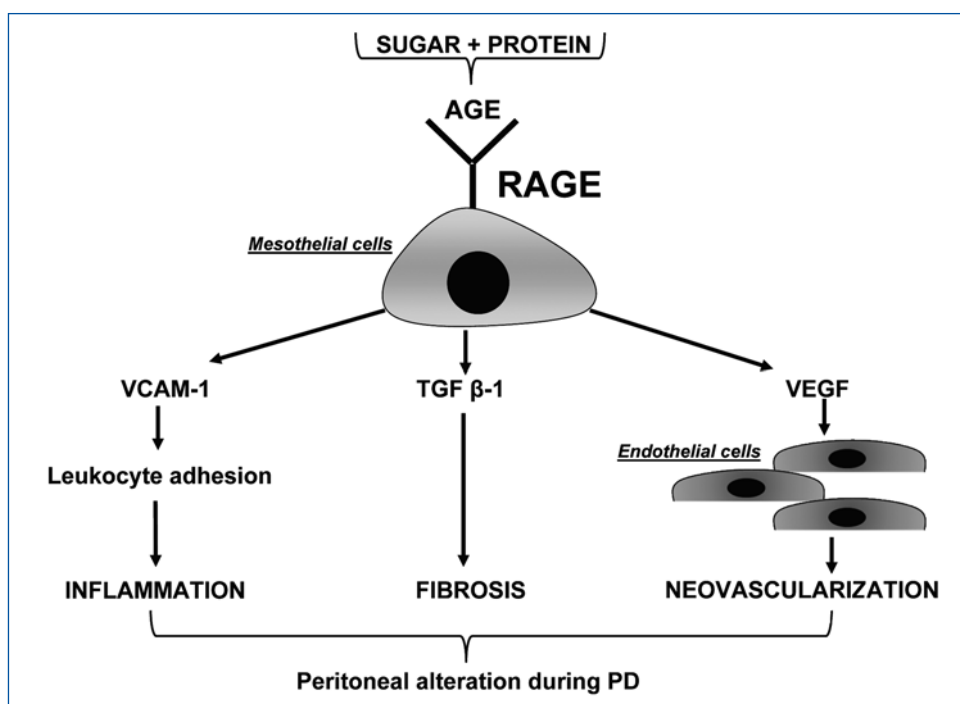 SUGAR + PROTEIN
AGE
RAGE
Mesothelial cells
VCAM-1
TGF β-1
VEGF
Leukocyte adhesion
Endothelial cells
INFLAMMATION
FIBROSIS
NEOVASCULARIZATION
Peritoneal alteration during PD